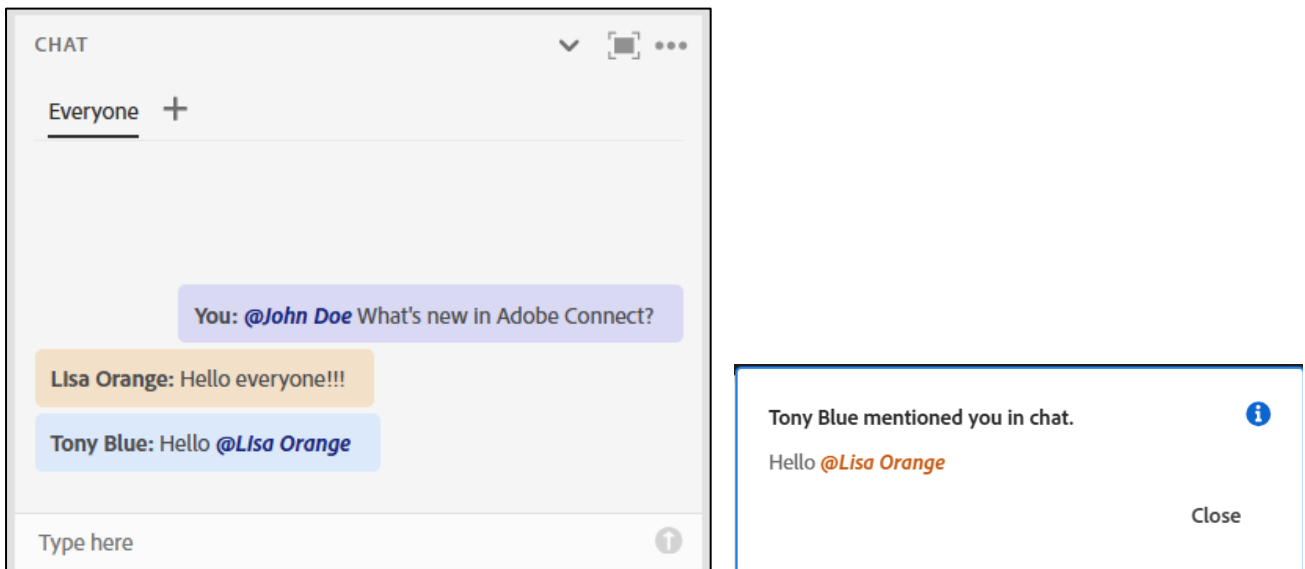 CHAT
Everyone
You: @John Doe What's new in Adobe Connect?
Lisa Orange: Hello everyone!!!
Tony Blue: Hello @Lisa Orange
Type here
Tony Blue mentioned you in chat.
Hello @Lisa Orange
Close